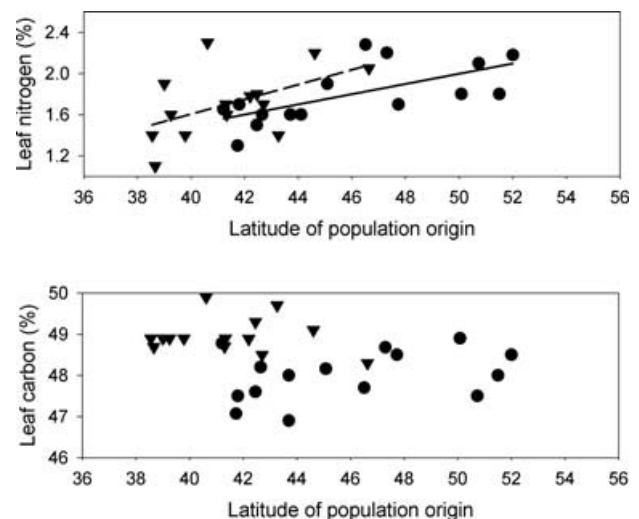 2.4
2.0
1.6
1.2
Leaf nitrogen (%)
36 38 40 42 44 46 48 50 52 54 56
Latitude of population origin
50
49
48
47
46
Leaf carbon (%)
36 38 40 42 44 46 48 50 52 54 56
Latitude of population origin